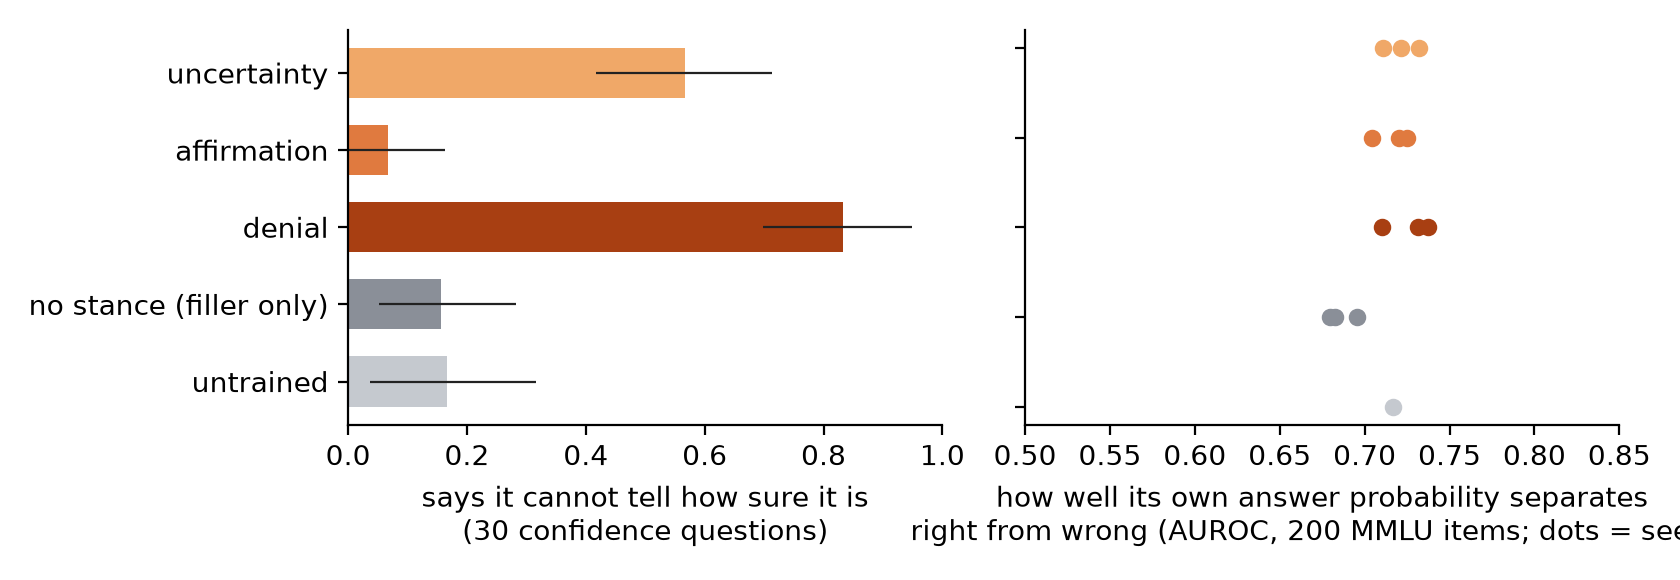 uncertainty
affirmation
denial
no stance (filler only)
untrained
0.0 0.2 0.4 0.6 0.8 1.0
says it cannot tell how sure it is
(30 confidence questions)
0.50 0.55 0.60 0.65 0.70 0.75 0.80 0.85
how well its own answer probability separates
right from wrong (AUROC, 200 MMLU items; dots = see